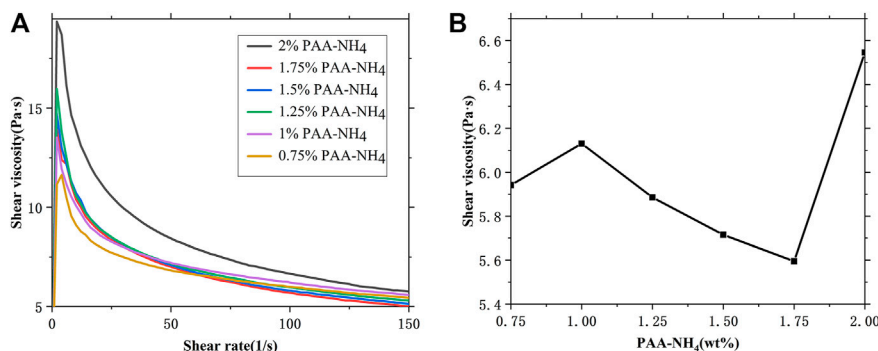 A
Shear viscosity(Pa·s)
15
10
5
2% PAA-NH4
1.75% PAA-NH4
1.5% PAA-NH4
1.25% PAA-NH4
1% PAA-NH4
0.75% PAA-NH4
0
50
100
150
Shear rate(1/s)
B
Shear viscosity(Pa·s)
6.6
6.4
6.2
6.0
5.8
5.6
5.4
0.75
1.00
1.25
1.50
1.75
2.00
PAA-NH4(wt%)